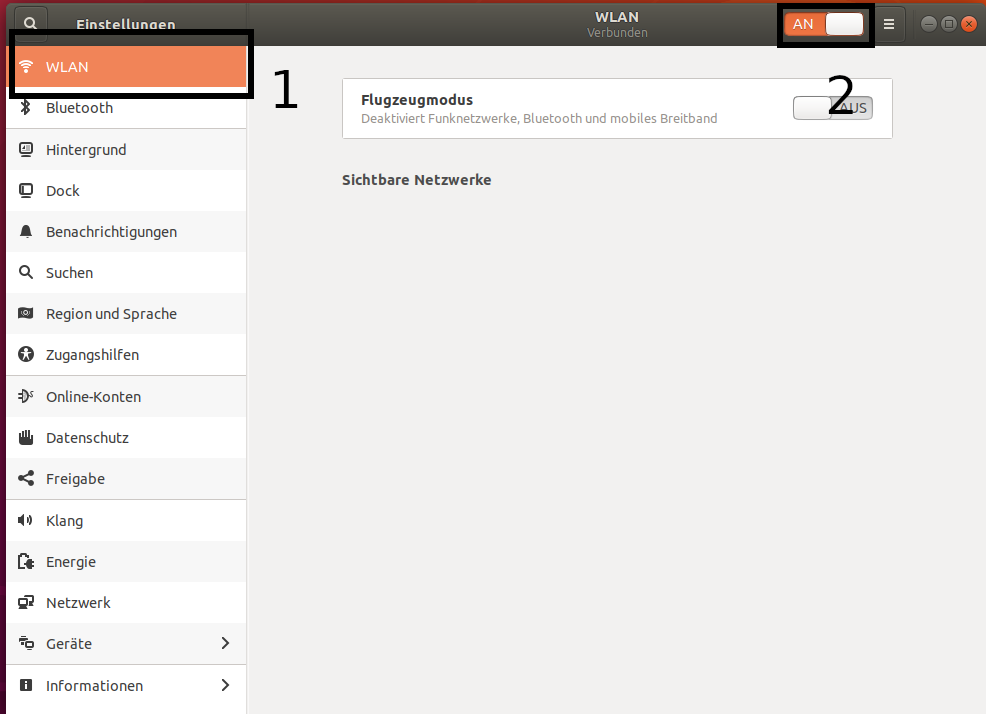 Einstellungen
WLAN
Verbunden
AN
WLAN
1
2
Bluetooth
Flugzeugmodus
AUS
Deaktiviert Funknetzwerke, Bluetooth und mobiles Breitband
Hintergrund
Sichtbare Netzwerke
Dock
Benachrichtigungen
Suchen
Region und Sprache
Zugangshilfen
Online-Konten
Datenschutz
Freigabe
Klang
Energie
Netzwerk
Geräte
Informationen